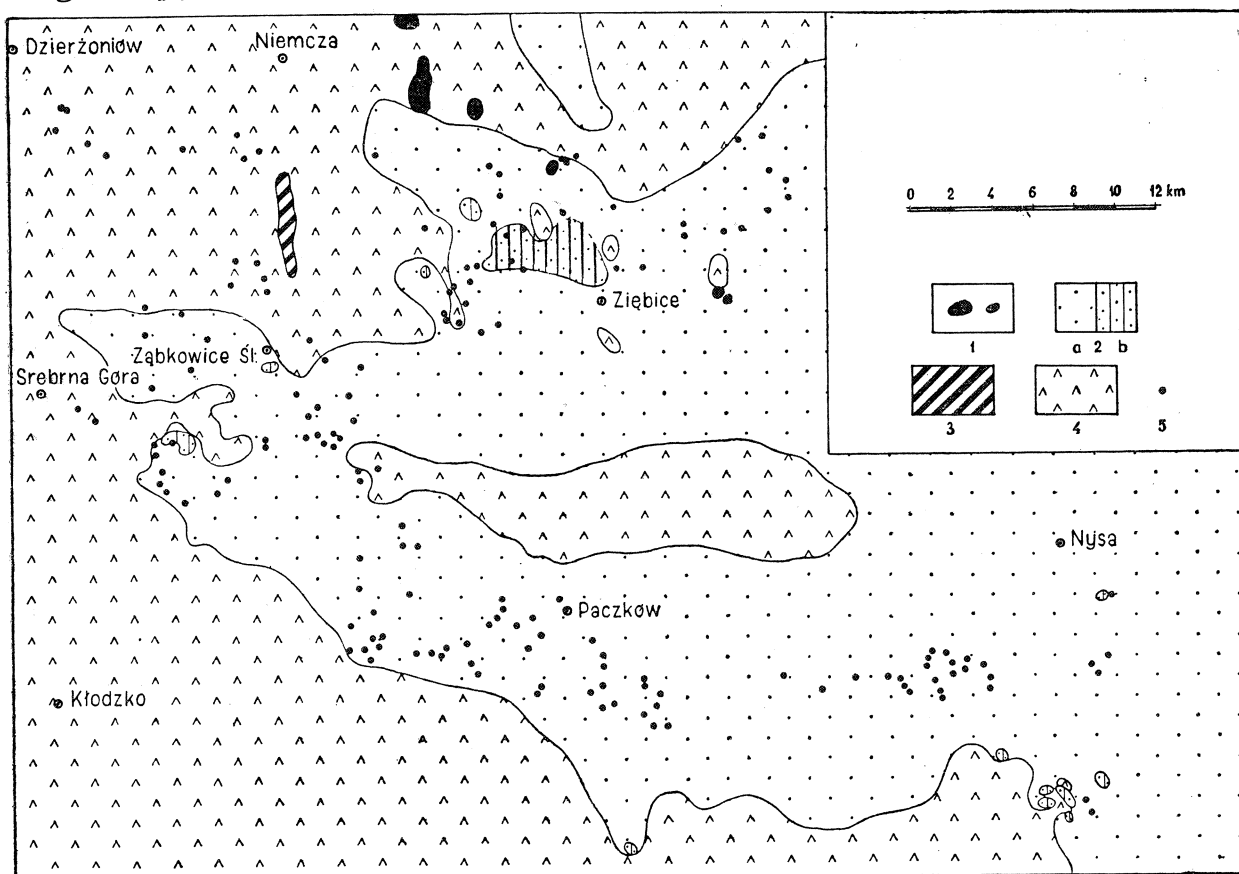 Dzierżoniów
Niemcza
0 2 4 6 8 10 12 km
Ziębice
1
a 2 b
Ząbkowice Śl.
Srebrna Góra
3
4
5
Nysa
Paczków
Kłodzko